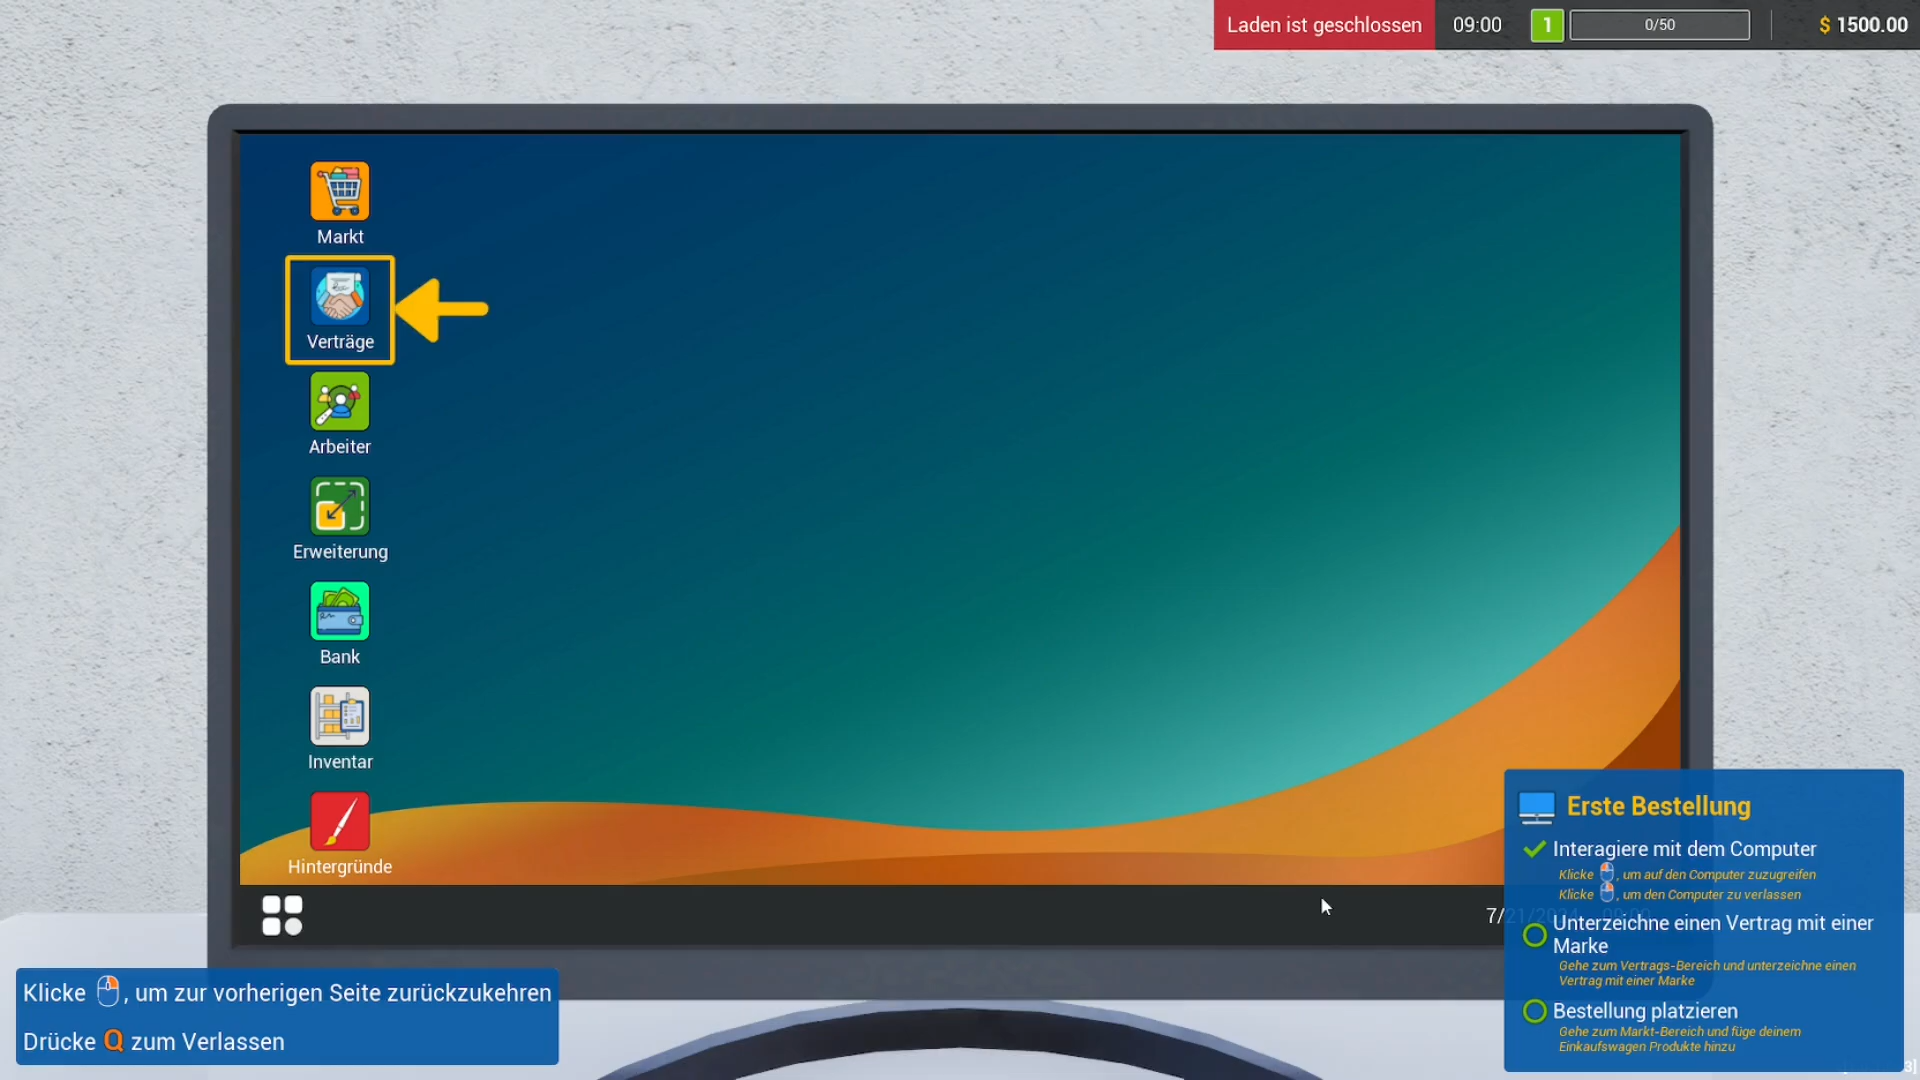 Laden ist geschlossen 09:00 1 0/50 $ 1500.00
Markt
Verträge
Arbeiter
Erweiterung
Bank
Inventar
Hintergründe
Erste Bestellung
Interagiere mit dem Computer
Klicke , um auf den Computer zuzugreifen
Klicke , um den Computer zu verlassen
Unterzeichne einen Vertrag mit einer
Marke
Gehe zum Vertrags-Bereich und unterzeichne einen
Vertrag mit einer Marke
Bestellung platzieren
Gehe zum Markt-Bereich und füge deinem
Einkaufswagen Produkte hinzu
Klicke , um zur vorherigen Seite zurückzukehren
Drücke Q zum Verlassen